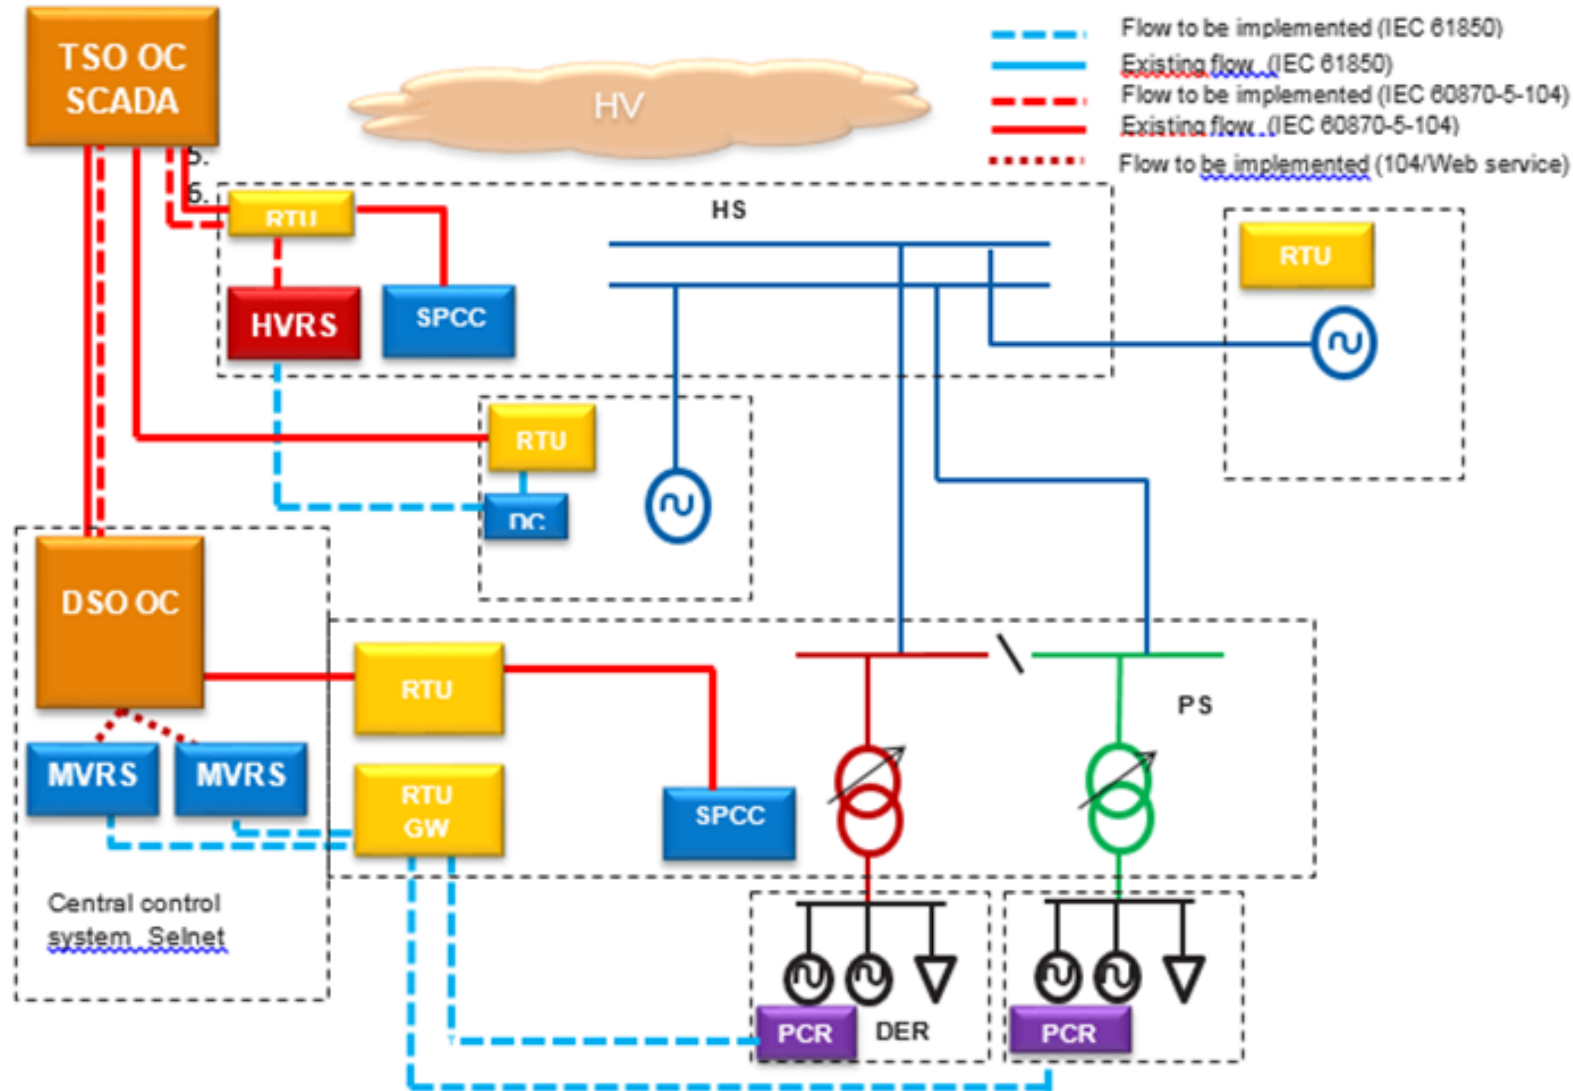 TSO OC
SCADA
HV
Flow to be implemented (IEC 61850)
Existing flow (IEC 61850)
Flow to be implemented (IEC 60870-5-104)
Existing flow (IEC 60870-5-104)
Flow to be implemented (104/Web service)
5.
6.
RTU
HS
RTU
HVRS
SPCC
RTU
DC
DSO OC
RTU
PS
MVRS
MVRS
RTU
GW
SPCC
Central control
system Selnet
PCR
DER
PCR